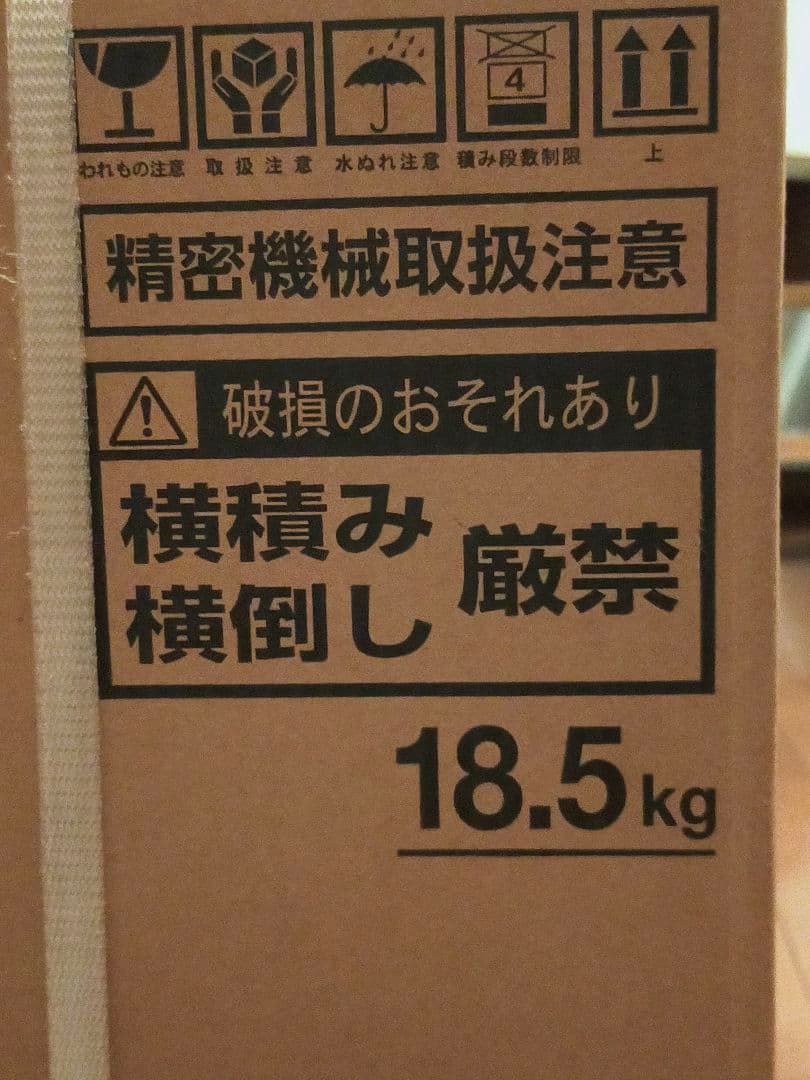 4
われもの注意 取扱注意 水ぬれ注意 積み段数制限 上
精密機械取扱注意
破損のおそれあり
横積み
横倒し
厳禁
18.5kg